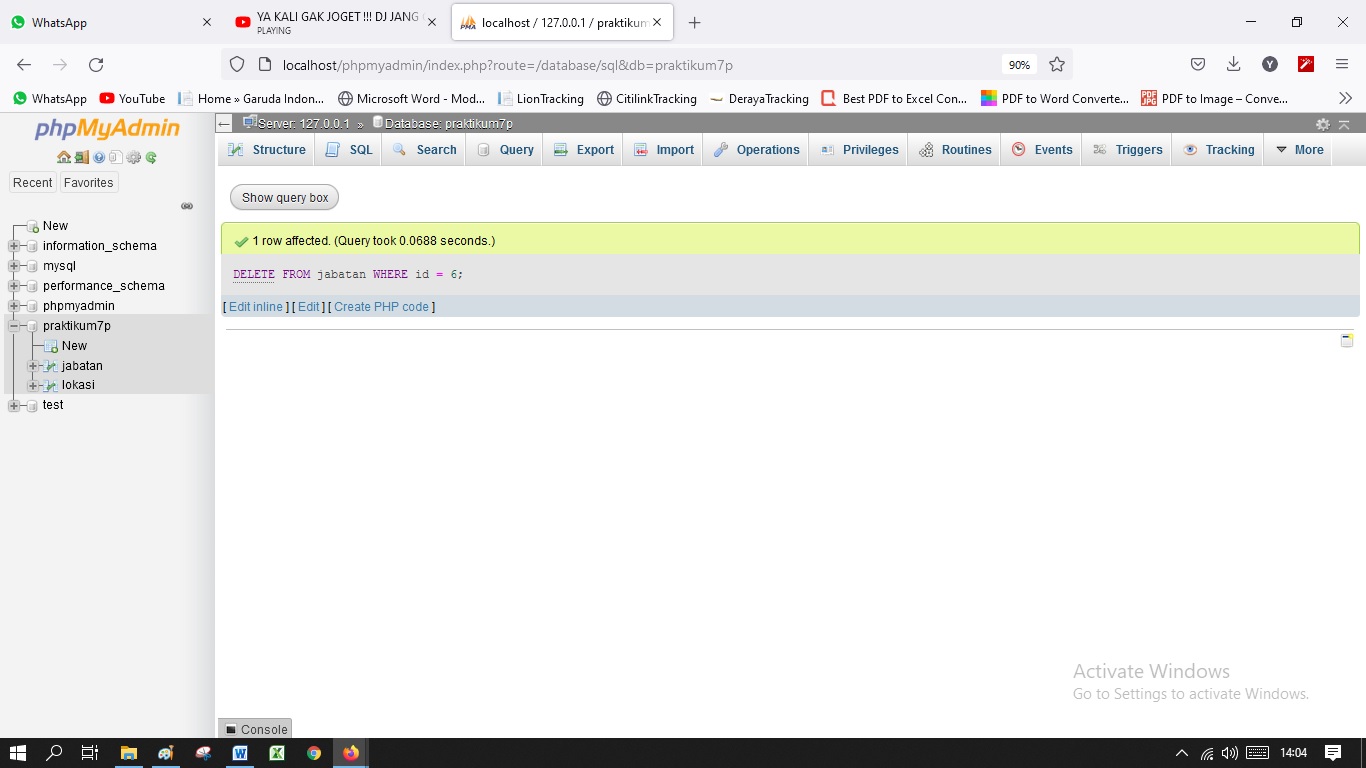 WhatsApp
YA KALI GAK JOGET !!! DJ JANG
PLAYING
localhost / 127.0.0.1 / praktikum
localhost/phpmyadmin/index.php?route=/database/sql&db=praktikum7p
90%
Y
WhatsApp
YouTube
Home » Garuda Indon...
Microsoft Word - Mod...
LionTracking
CitilinkTracking
DerayaTracking
Best PDF to Excel Con...
PDF to Word Converte...
PDF to Image – Conve...
phpMyAdmin
Recent
Favorites
New
information_schema
mysql
performance_schema
phpmyadmin
praktikum7p
New
jabatan
lokasi
test
Server: 127.0.0.1 » Database: praktikum7p
Structure
SQL
Search
Query
Export
Import
Operations
Privileges
Routines
Events
Triggers
Tracking
More
Show query box
1 row affected. (Query took 0.0688 seconds.)
DELETE FROM jabatan WHERE id = 6;
[ Edit inline ] [ Edit ] [ Create PHP code ]
Activate Windows
Go to Settings to activate Windows.
Console
14:04